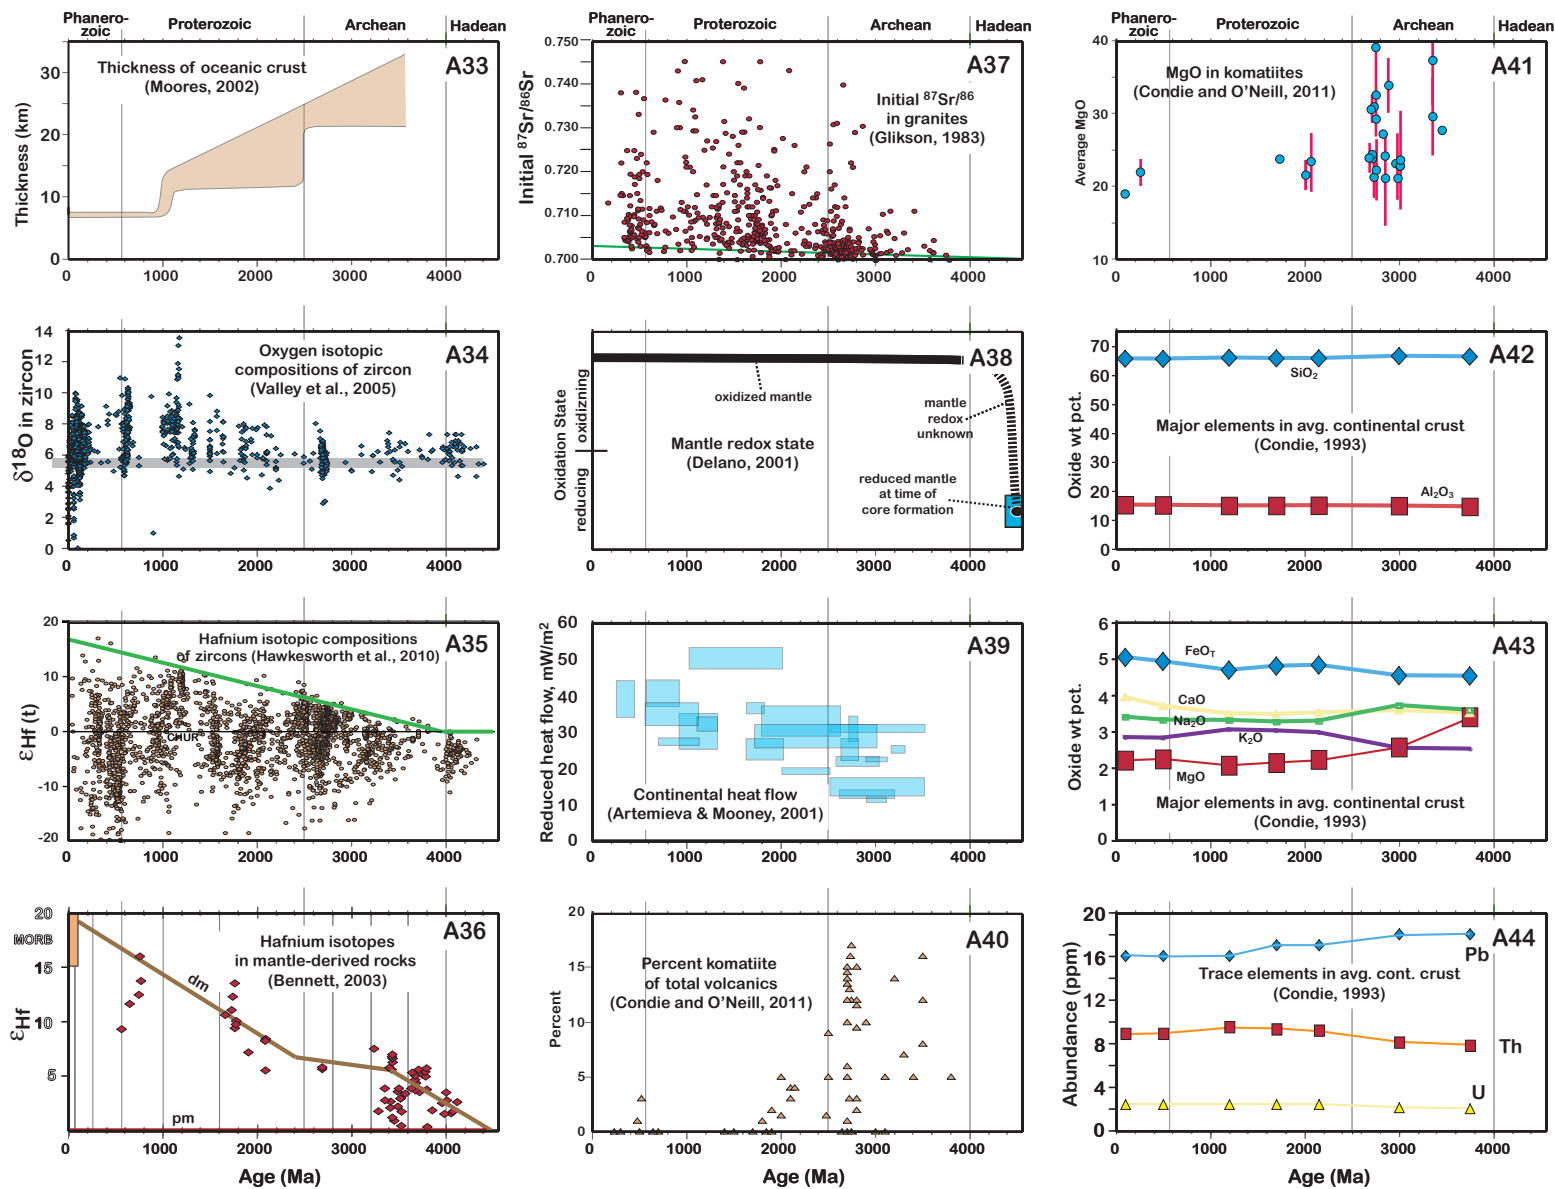 Phanero-
zoic
Proterozoic
Archean
Hadean
A33
Thickness of oceanic crust
(Moores, 2002)
Thickness (km)
30
20
10
0
0
1000
2000
3000
4000
Phanero-
zoic
Proterozoic
Archean
Hadean
A37
Initial 87Sr/86
in granites
(Glikson, 1983)
Initial 87Sr/86Sr
0.750
0.740
0.730
0.720
0.710
0.700
0
1000
2000
3000
4000
Phanero-
zoic
Proterozoic
Archean
Hadean
A41
MgO in komatiites
(Condie and O'Neill, 2011)
Average MgO
40
30
20
10
1000
2000
3000
4000
A34
Oxygen isotopic
compositions of zircon
(Valley et al., 2005)
δ18O in zircon
14
12
10
8
6
4
2
0
0
1000
2000
3000
4000
A38
oxidized mantle
mantle
redox
unknown
Mantle redox state
(Delano, 2001)
reduced mantle
at time of
core formation
Oxidation State
reducing
oxidizning
0
1000
2000
3000
4000
A42
SiO2
Major elements in avg. continental crust
(Condie, 1993)
Al2O3
Oxide wt pct.
70
60
50
40
30
20
10
0
0
1000
2000
3000
4000
A35
Hafnium isotopic compositions
of zircons (Hawkesworth et al., 2010)
CHUR
εHf (t)
20
10
0
-10
-20
0
1000
2000
3000
4000
A39
Continental heat flow
(Artemieva & Mooney, 2001)
Reduced heat flow, mW/m2
60
50
40
30
20
10
0
0
1000
2000
3000
4000
A43
FeOT
CaO
Na2O
K2O
MgO
Major elements in avg. continental crust
(Condie, 1993)
Oxide wt pct.
6
5
4
3
2
1
0
0
1000
2000
3000
4000
A36
Hafnium isotopes
in mantle-derived rocks
(Bennett, 2003)
dm
pm
εHf
20
MORB
15
10
5
0
1000
2000
3000
4000
Age (Ma)
A40
Percent komatiite
of total volcanics
(Condie and O'Neill, 2011)
Percent
20
16
10
5
0
0
1000
2000
3000
4000
Age (Ma)
A44
Pb
Trace elements in avg. cont. crust
(Condie, 1993)
Th
U
Abundance (ppm)
20
16
12
8
4
0
0
1000
2000
3000
4000
Age (Ma)